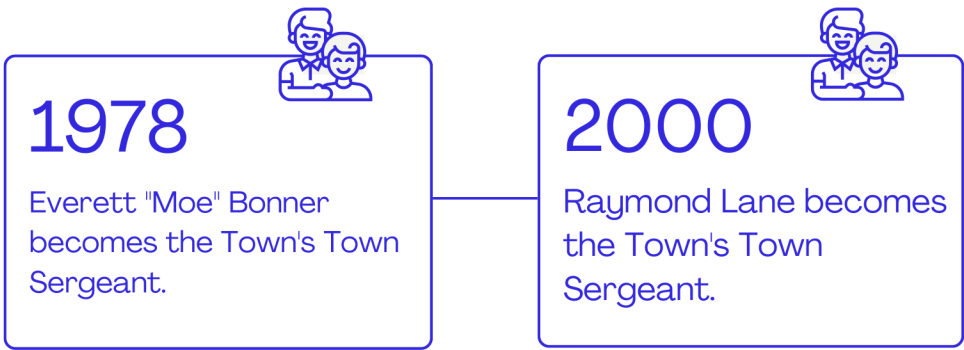 1978
Everett "Moe" Bonner
becomes the Town's Town
Sergeant.
2000
Raymond Lane becomes
the Town's Town
Sergeant.